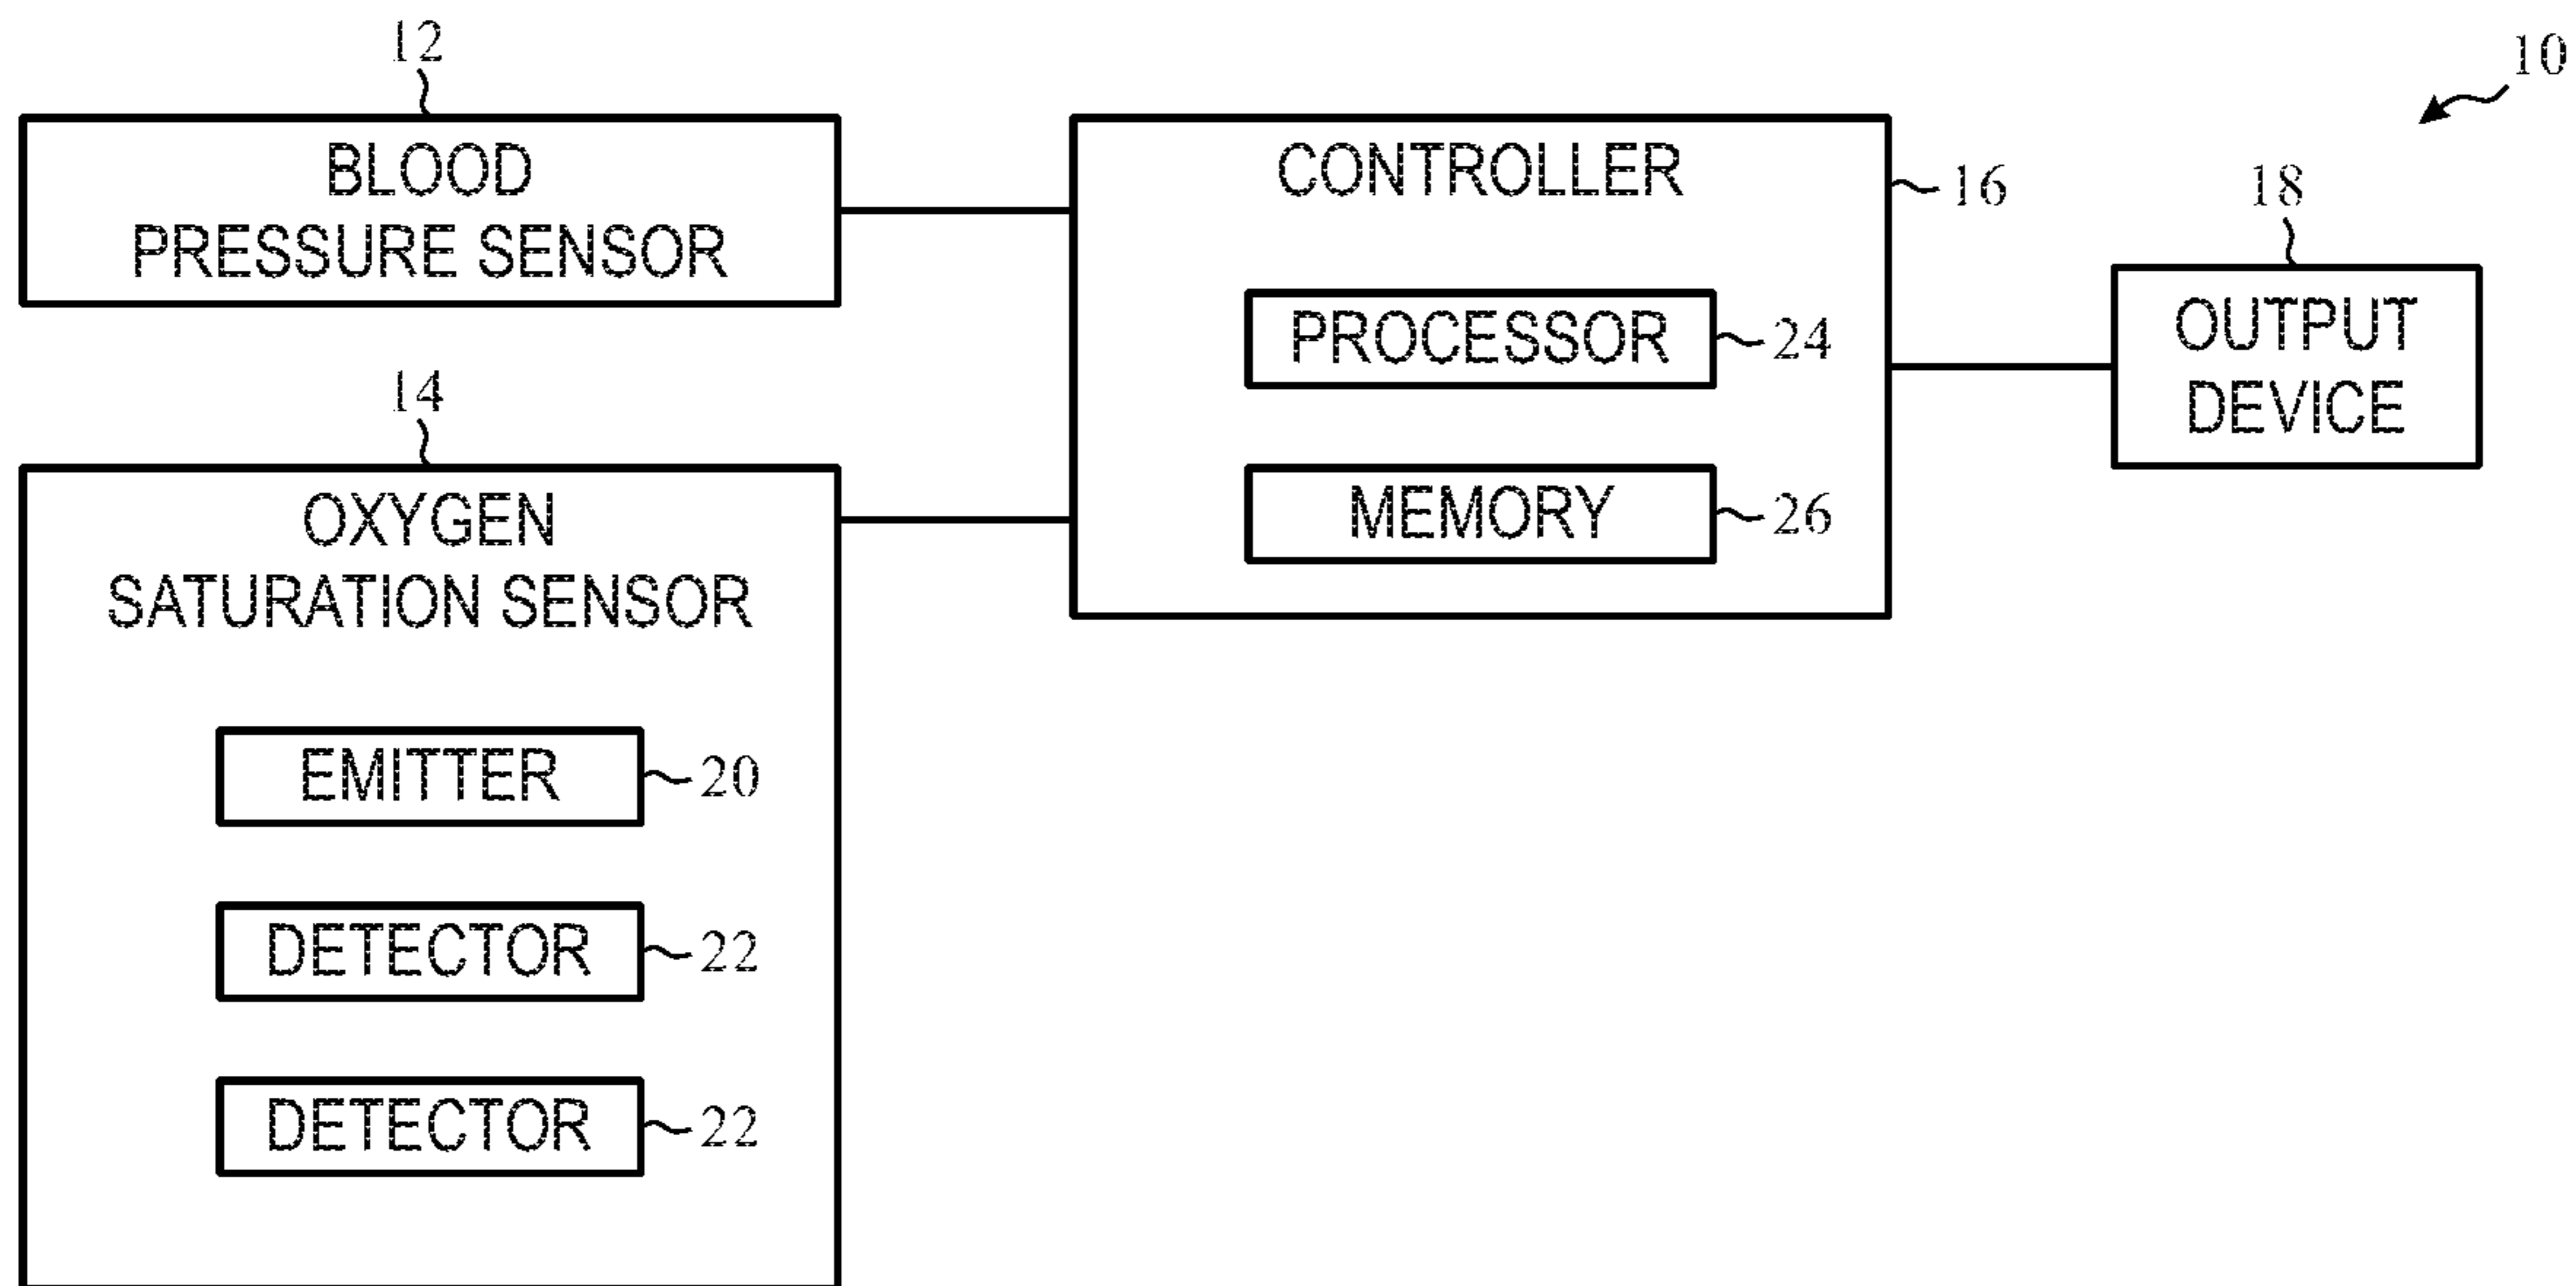 12
10
BLOOD
PRESSURE SENSOR
CONTROLLER
16
18
PROCESSOR
24
OUTPUT
DEVICE
14
OXYGEN
SATURATION SENSOR
MEMORY
26
EMITTER
20
DETECTOR
22
DETECTOR
22